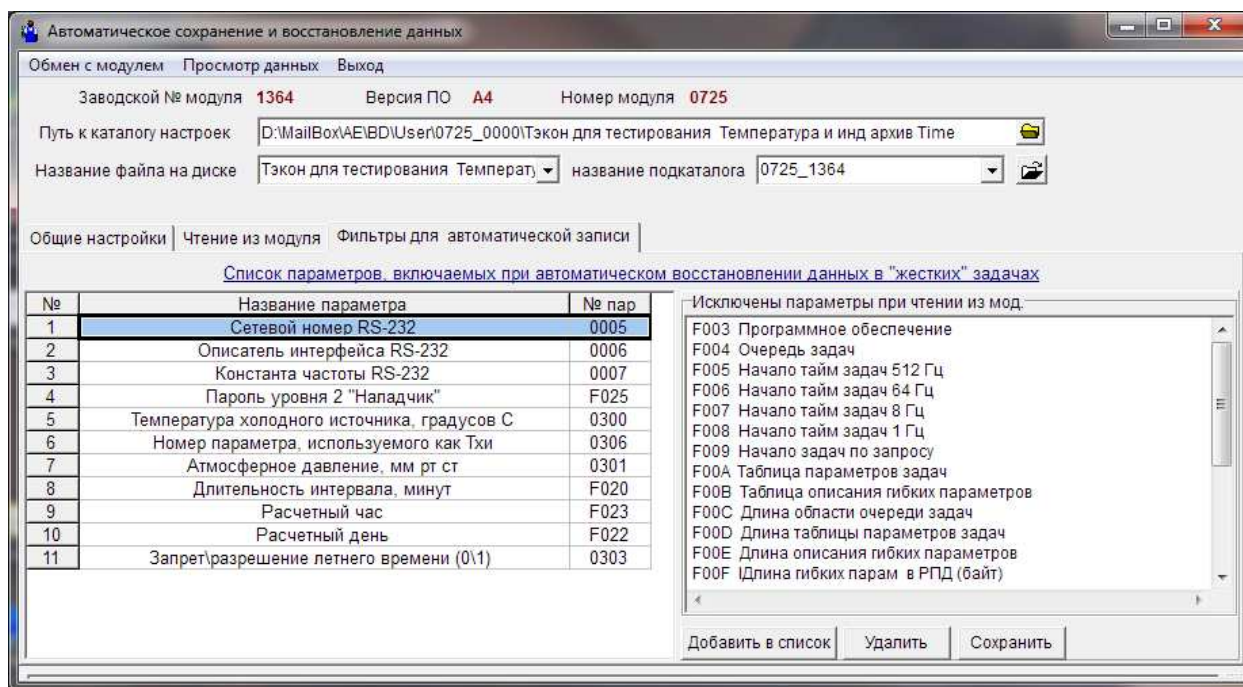 Автоматическое сохранение и восстановление данных
Обмен с модулем Просмотр данных Выход
Заводской № модуля 1364 Версия ПО A4 Номер модуля 0725
Путь к каталогу настроек D:\MailBox\AE\BD\User\0725_0000\Тэкон для тестирования Температура и инд архив Time
Название файла на диске Тэкон для тестирования Температу название подкаталога 0725_1364
Общие настройки Чтение из модуля Фильтры для автоматической записи
Список параметров, включаемых при автоматическом восстановлении данных в "жестких" задачах
№ Название параметра № пар
1 Сетевой номер RS-232 0005
2 Описатель интерфейса RS-232 0006
3 Константа частоты RS-232 0007
4 Пароль уровня 2 "Наладчик" F025
5 Температура холодного источника, градусов С 0300
6 Номер параметра, используемого как Тхи 0306
7 Атмосферное давление, мм рт ст 0301
8 Длительность интервала, минут F020
9 Расчетный час F023
10 Расчетный день F022
11 Запрет\разрешение летнего времени (0\1) 0303
Исключены параметры при чтении из мод.
F003 Программное обеспечение
F004 Очередь задач
F005 Начало тайм задач 512 Гц
F006 Начало тайм задач 64 Гц
F007 Начало тайм задач 8 Гц
F008 Начало тайм задач 1 Гц
F009 Начало задач по запросу
F00A Таблица параметров задач
F00B Таблица описания гибких параметров
F00C Длина области очереди задач
F00D Длина таблицы параметров задач
F00E Длина описания гибких параметров
F00F IДлина гибких парам в РПД (байт)
Добавить в список Удалить Сохранить